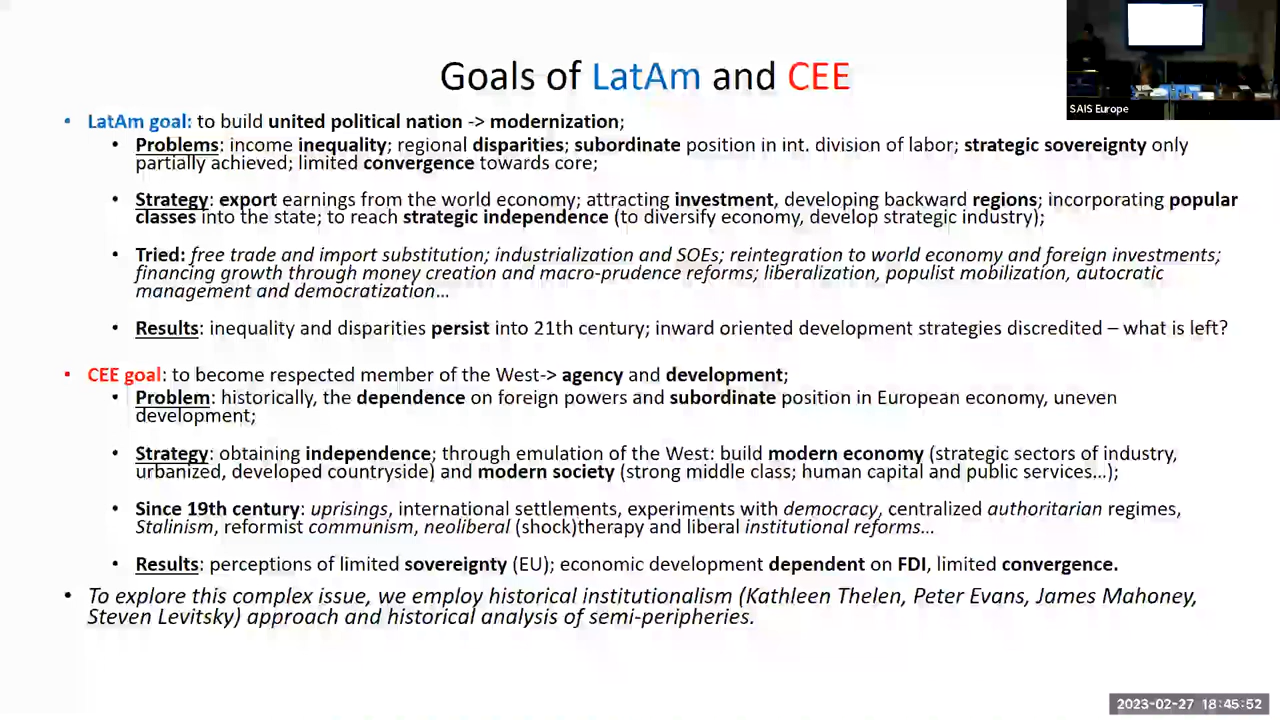 Goals of LatAm and CEE
SAIS Europe
• LatAm goal: to build united political nation -> modernization;
• Problems: income inequality; regional disparities; subordinate position in int. division of labor; strategic sovereignty only
partially achieved; limited convergence towards core;
• Strategy: export earnings from the world economy; attracting investment, developing backward regions; incorporating popular
classes into the state; to reach strategic independence (to diversify economy, develop strategic industry);
• Tried: free trade and import substitution; industrialization and SOEs; reintegration to world economy and foreign investments;
financing growth through money creation and macro-prudence reforms; liberalization, populist mobilization, autocratic
management and democratization…
• Results: inequality and disparities persist into 21th century; inward oriented development strategies discredited – what is left?
• CEE goal: to become respected member of the West-> agency and development;
• Problem: historically, the dependence on foreign powers and subordinate position in European economy, uneven
development;
• Strategy: obtaining independence; through emulation of the West: build modern economy (strategic sectors of industry,
urbanized, developed countryside) and modern society (strong middle class; human capital and public services…);
• Since 19th century: uprisings, international settlements, experiments with democracy, centralized authoritarian regimes,
Stalinism, reformist communism, neoliberal (shock)therapy and liberal institutional reforms…
• Results: perceptions of limited sovereignty (EU); economic development dependent on FDI, limited convergence.
• To explore this complex issue, we employ historical institutionalism (Kathleen Thelen, Peter Evans, James Mahoney,
Steven Levitsky) approach and historical analysis of semi-peripheries.
2023-02-27 18:45:52